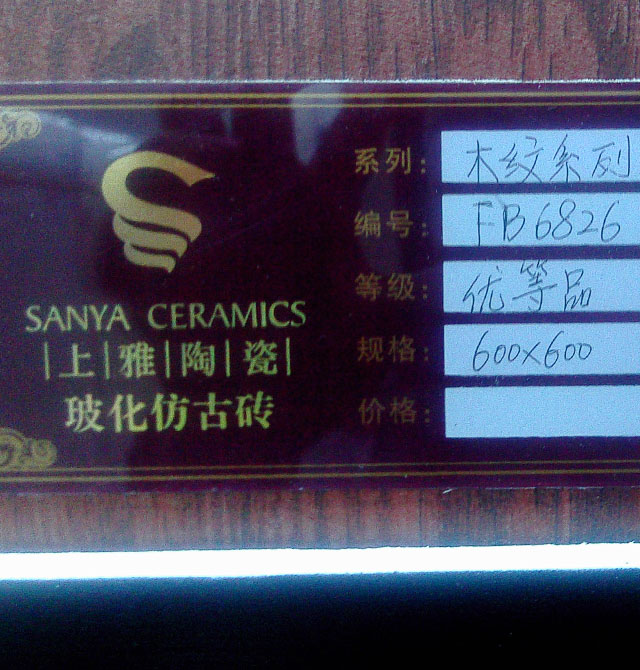 SANYA CERAMICS
上雅陶瓷
玻化仿古砖
系列: 木纹系列
编号: FB6826
等级: 优等品
规格: 600×600
价格: